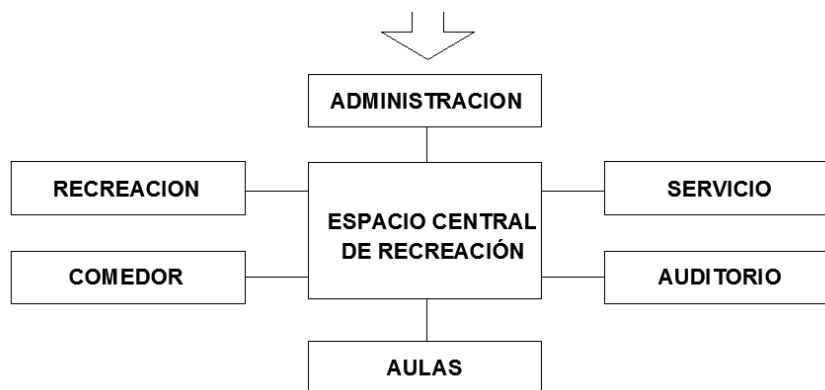 ADMINISTRACION
RECREACION
SERVICIO
ESPACIO CENTRAL
DE RECREACIÓN
COMEDOR
AUDITORIO
AULAS